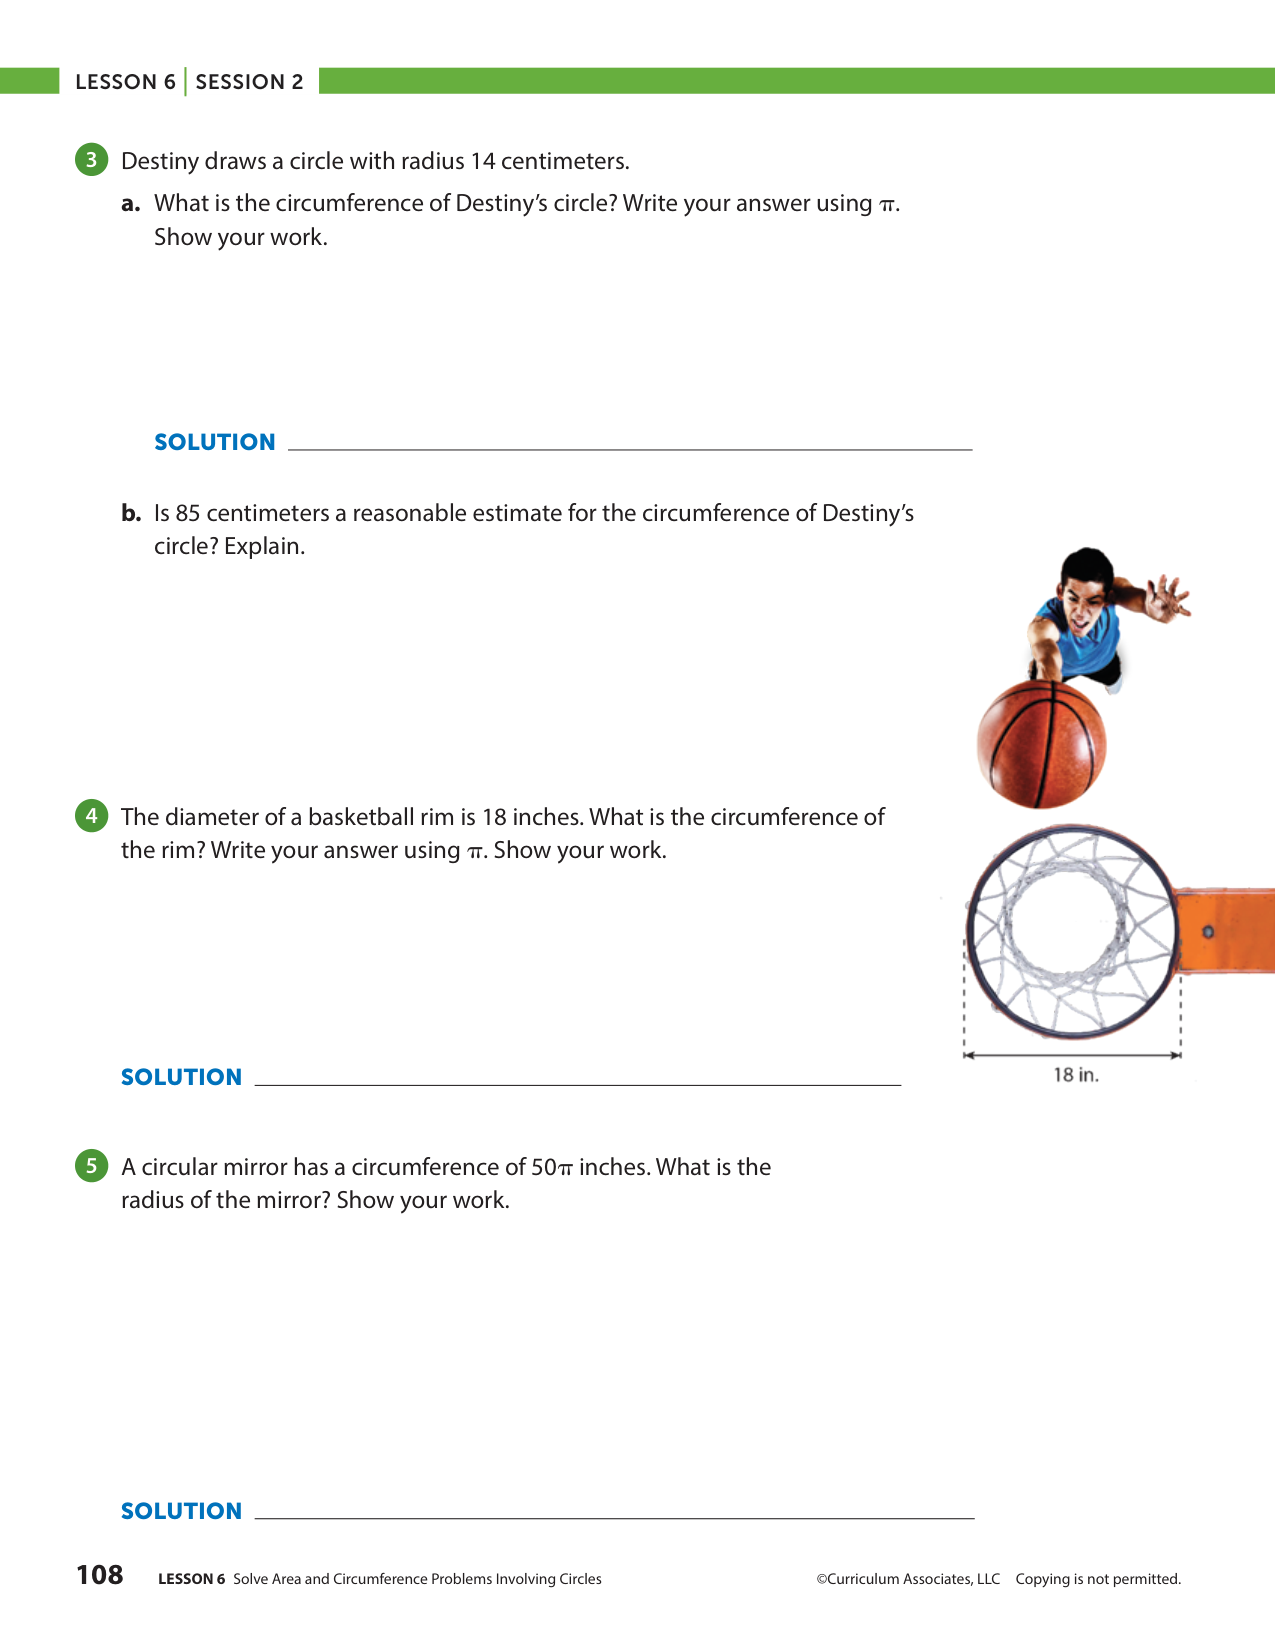 LESSON 6 | SESSION 2
3 Destiny draws a circle with radius 14 centimeters.
a. What is the circumference of Destiny’s circle? Write your answer using π.
Show your work.
SOLUTION
b. Is 85 centimeters a reasonable estimate for the circumference of Destiny’s
circle? Explain.
4 The diameter of a basketball rim is 18 inches. What is the circumference of
the rim? Write your answer using π. Show your work.
18 in.
SOLUTION
5 A circular mirror has a circumference of 50π inches. What is the
radius of the mirror? Show your work.
SOLUTION
108 LESSON 6 Solve Area and Circumference Problems Involving Circles ©Curriculum Associates, LLC Copying is not permitted.